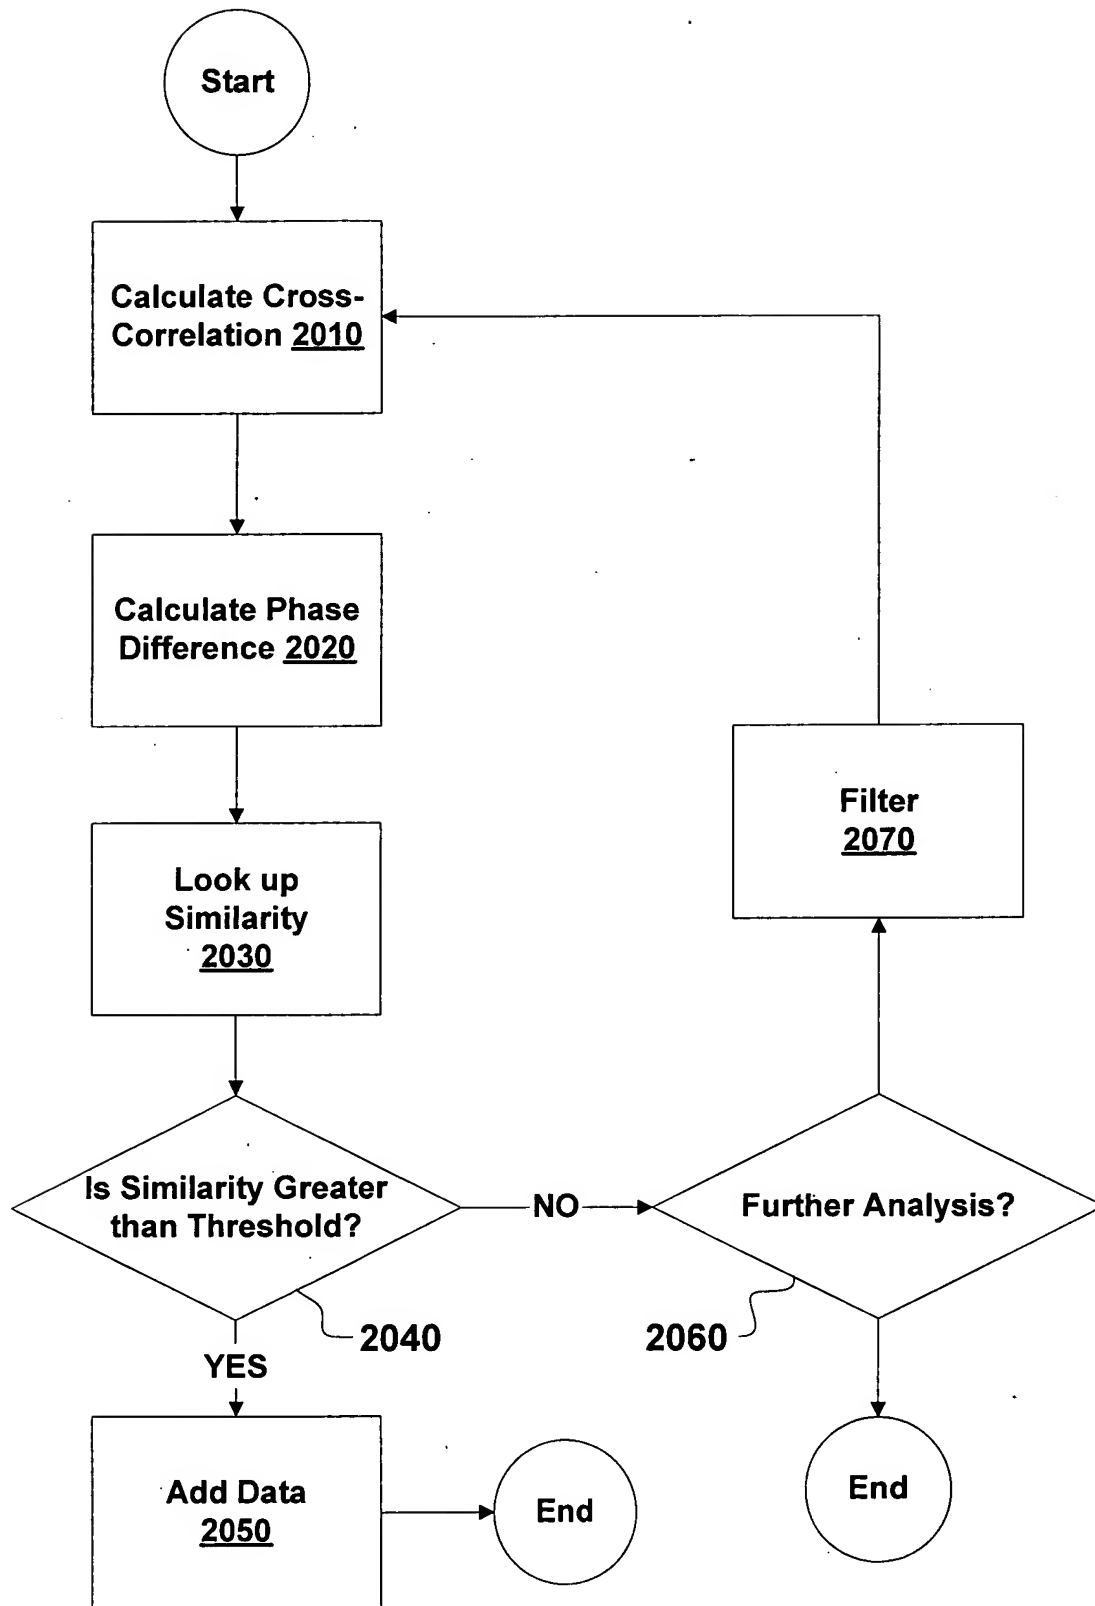 Start
Calculate Cross-
Correlation 2010
Calculate Phase
Difference 2020
Look up
Similarity
2030
Filter
2070
Is Similarity Greater
than Threshold?
NO
Further Analysis?
2040
2060
YES
Add Data
2050
End
End